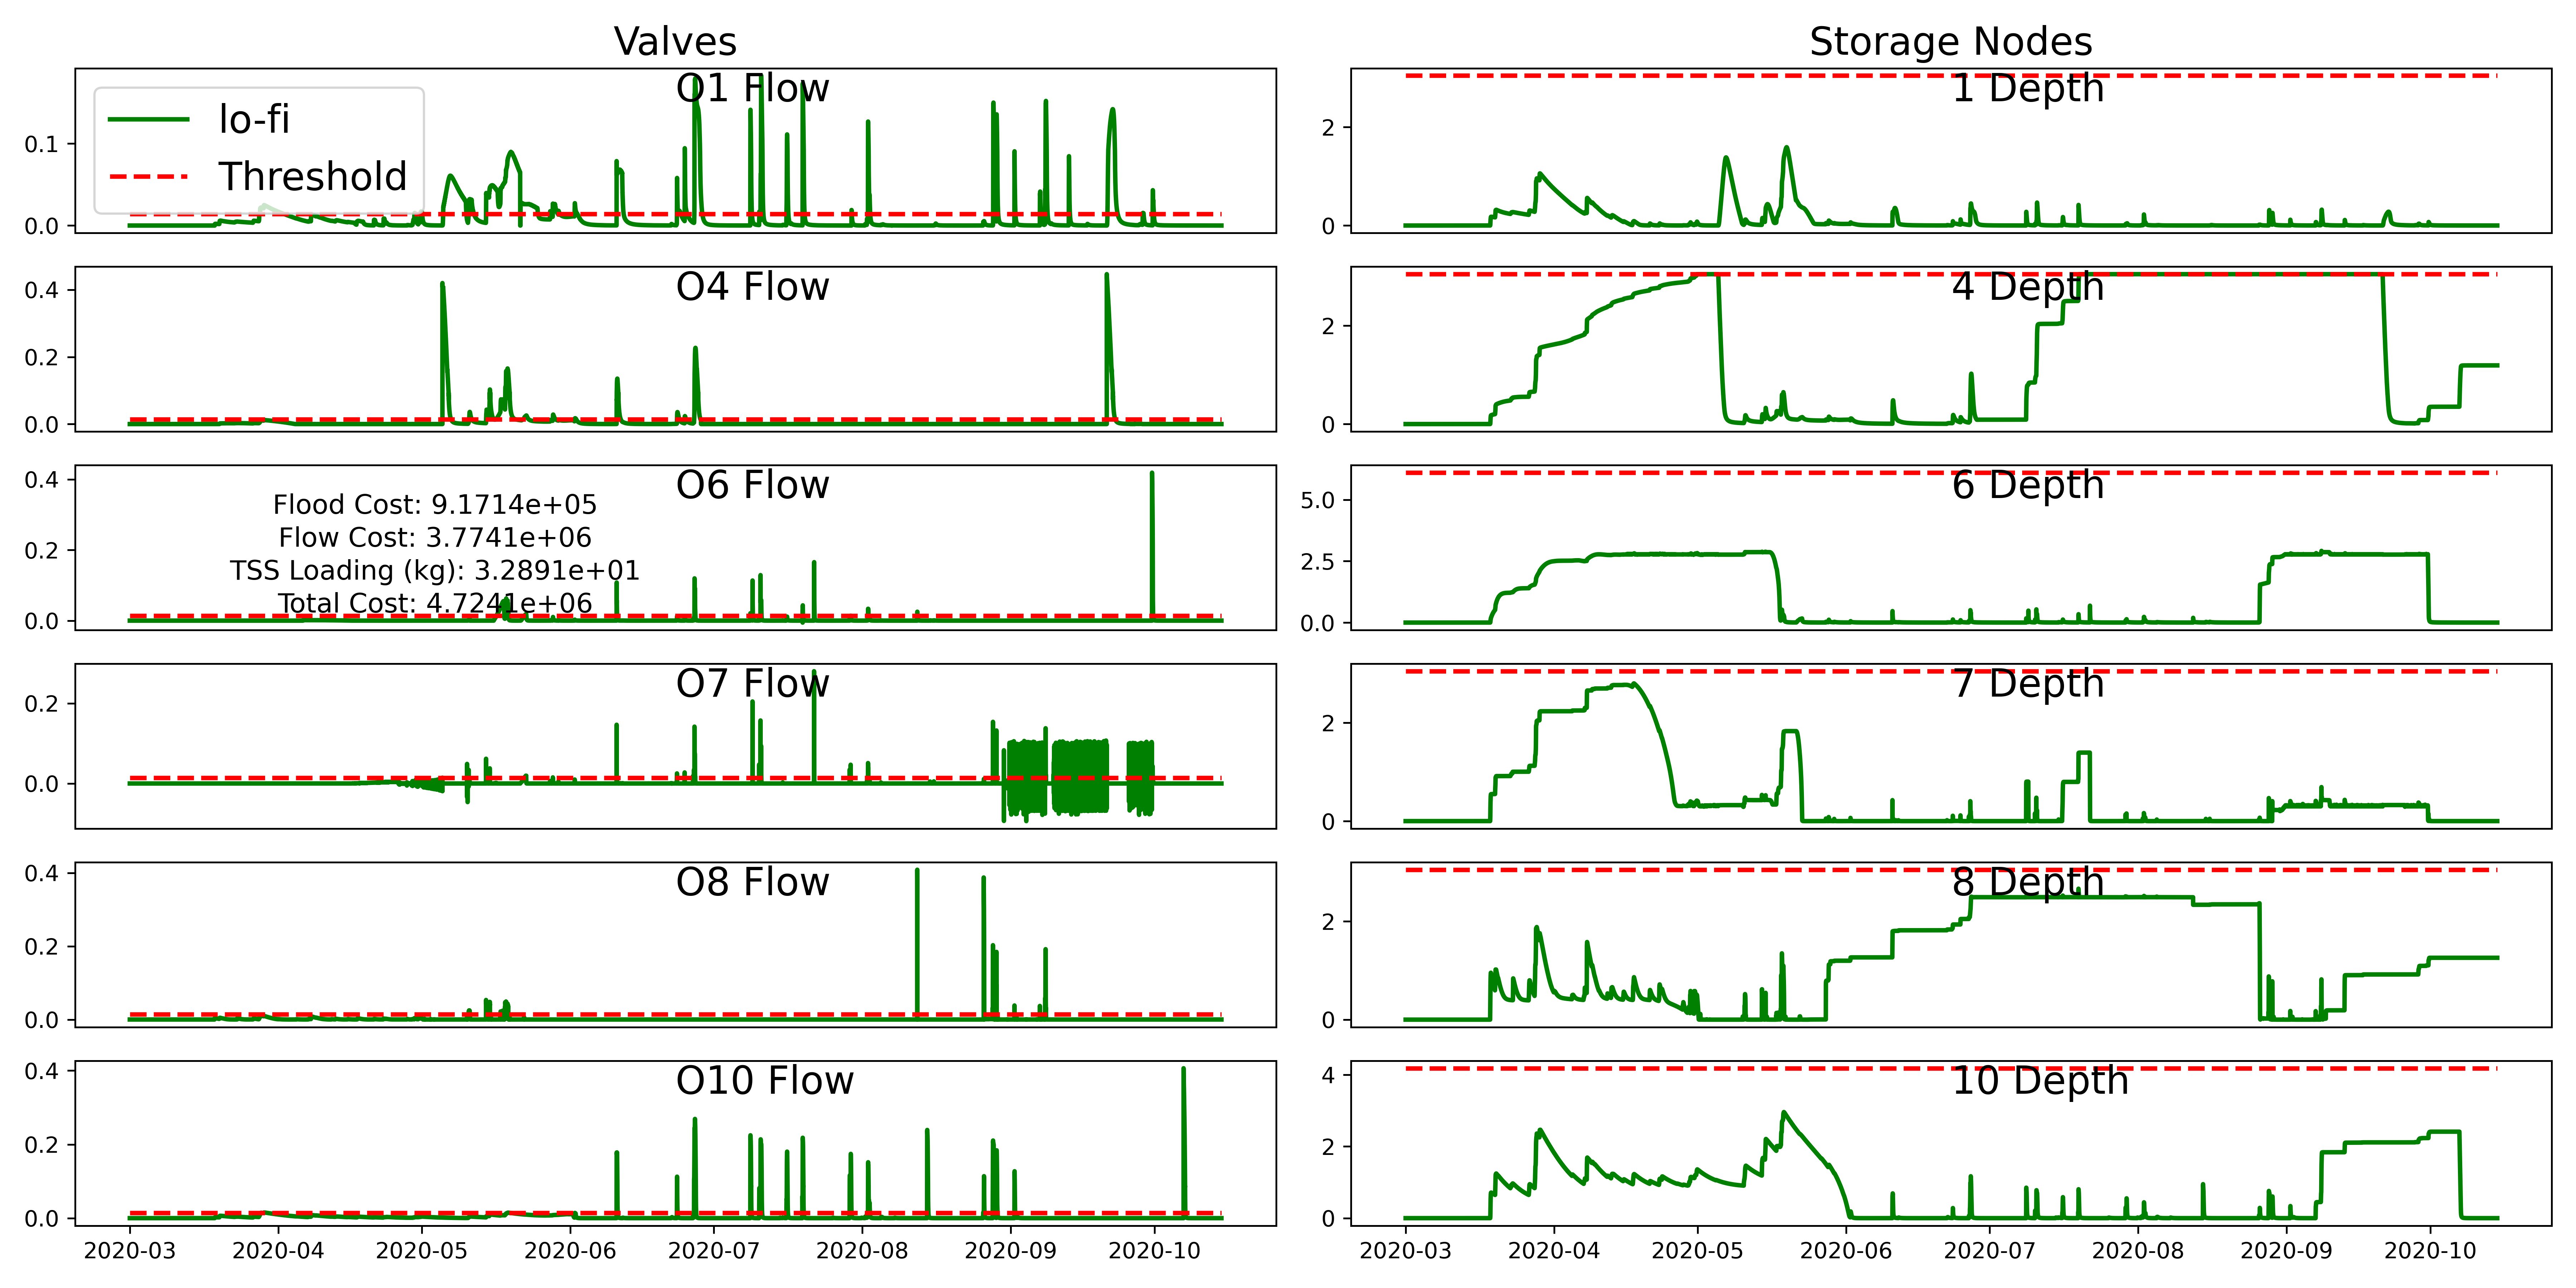 Valves
Storage Nodes
O1 Flow
lo-fi
Threshold
0.1
0.0
1 Depth
2
0
O4 Flow
0.4
0.2
0.0
4 Depth
2
0
O6 Flow
0.4
0.2
0.0
Flood Cost: 9.1714e+05
Flow Cost: 3.7741e+06
TSS Loading (kg): 3.2891e+01
Total Cost: 4.7241e+06
6 Depth
5.0
2.5
0.0
O7 Flow
0.2
0.0
7 Depth
2
0
O8 Flow
0.4
0.2
0.0
8 Depth
2
0
O10 Flow
0.4
0.2
0.0
2020-03 2020-04 2020-05 2020-06 2020-07 2020-08 2020-09 2020-10
10 Depth
4
2
0
2020-03 2020-04 2020-05 2020-06 2020-07 2020-08 2020-09 2020-10